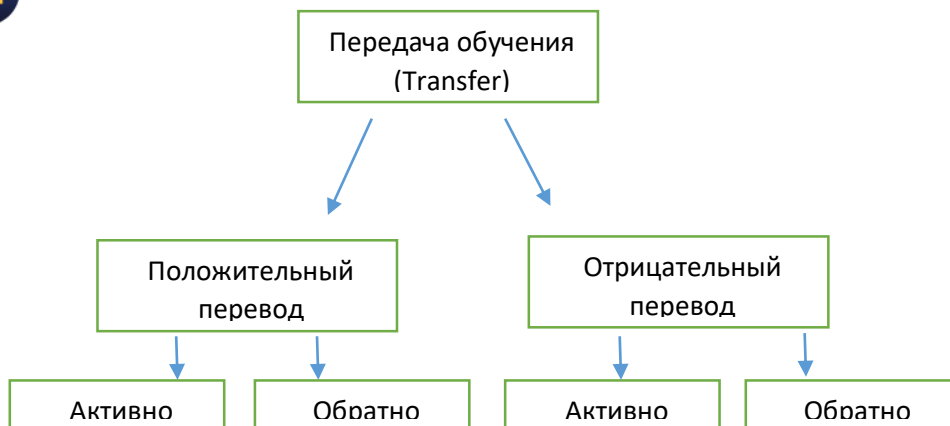 Передача обучения
(Transfer)
Положительный
перевод
Отрицательный
перевод
Активно
Обратно
Активно
Обратно